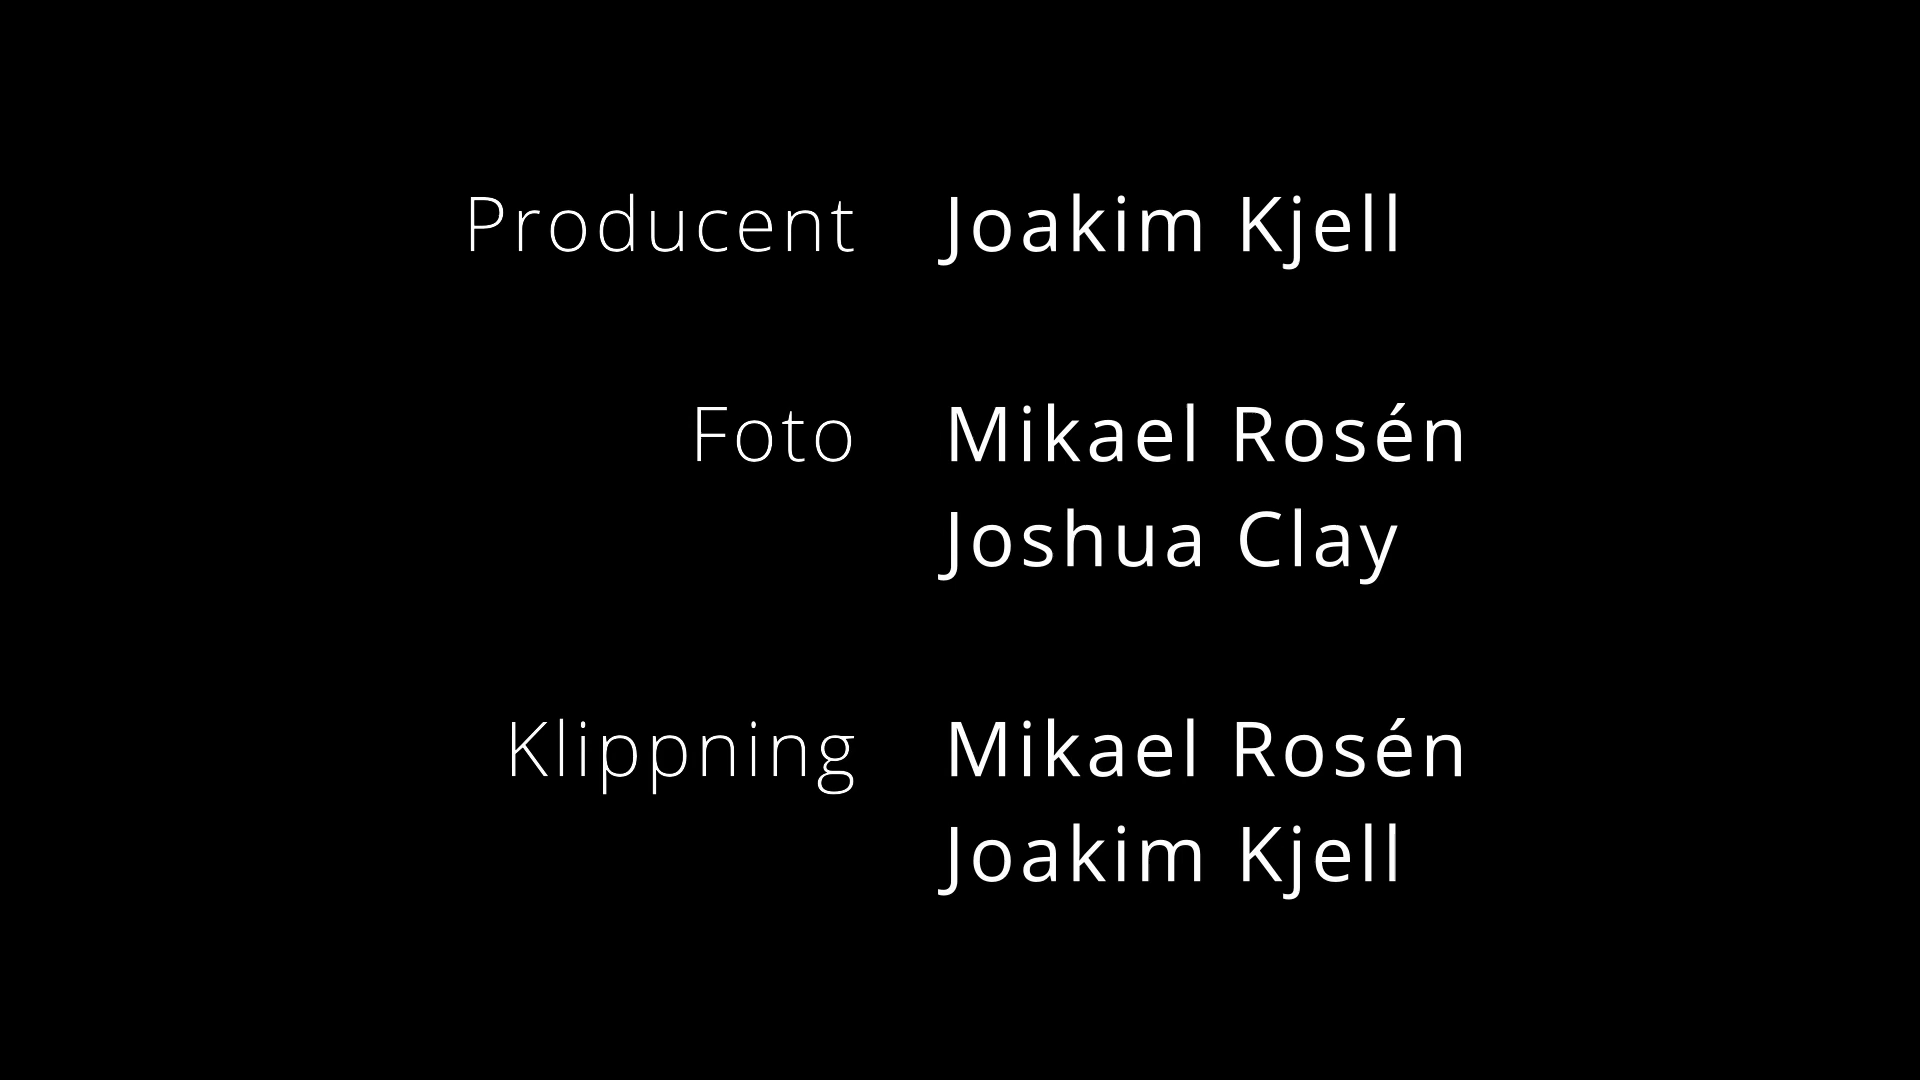 Producent Joakim Kjell
Foto Mikael Rosén
Joshua Clay
Klippning Mikael Rosén
Joakim Kjell